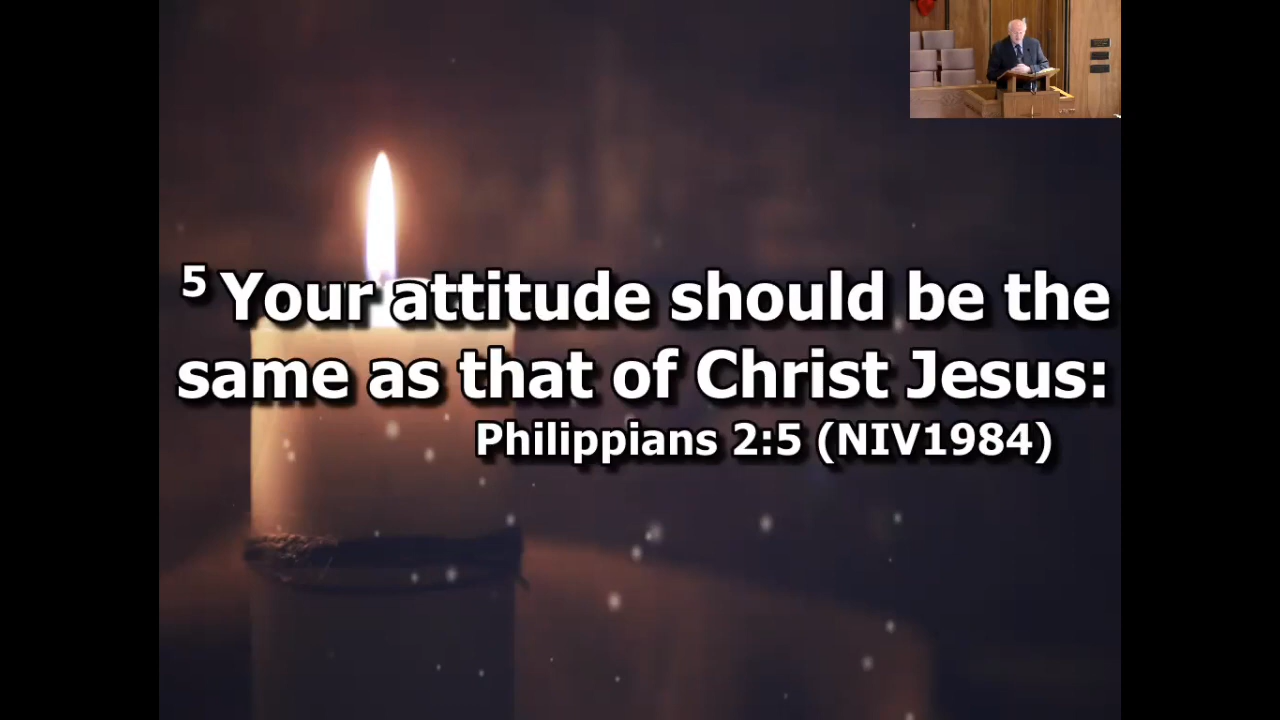 5 Your attitude should be the
same as that of Christ Jesus:
Philippians 2:5 (NIV1984)